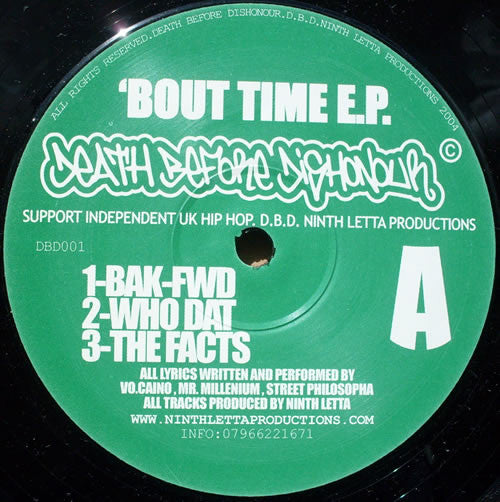 ALL RIGHTS RESERVED.DEATH BEFORE DISHONOUR.D.B.D.NINTH LETTA PRODUCTIONS 2004
'BOUT TIME E.P.
DEATH BEFORE DISHONOUR ©
SUPPORT INDEPENDENT UK HIP HOP. D.B.D. NINTH LETTA PRODUCTIONS
DBD001
A
1-BAK-FWD
2-WHO DAT
3-THE FACTS
ALL LYRICS WRITTEN AND PERFORMED BY
VO.CAINO, MR. MILLENIUM, STREET PHILOSOPHA
ALL TRACKS PRODUCED BY NINTH LETTA
WWW.NINTHLETTAPRODUCTIONS.COM
INFO:07966221671